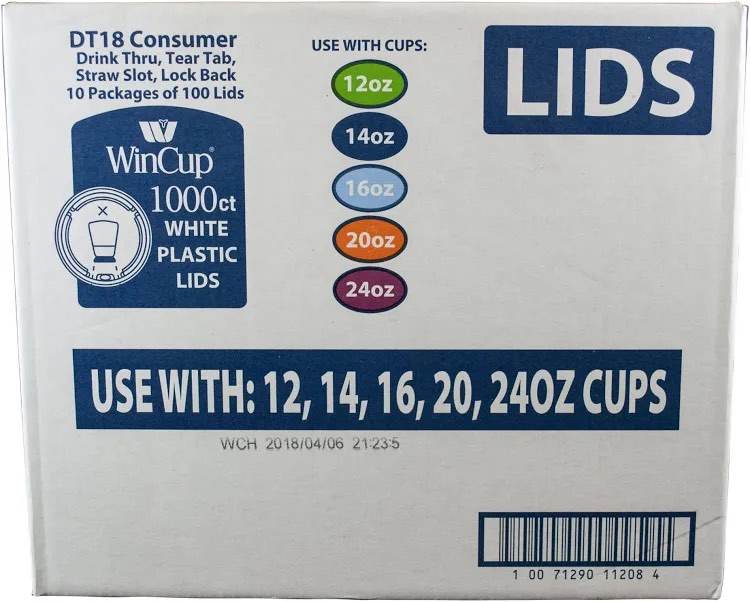 DT18 Consumer
Drink Thru, Tear Tab,
Straw Slot, Lock Back
10 Packages of 100 Lids
WinCup®
1000ct
WHITE
PLASTIC
LIDS
USE WITH CUPS:
12oz
14oz
16oz
20oz
24oz
LIDS
USE WITH: 12, 14, 16, 20, 24OZ CUPS
WCH 2018/04/06 21:23:5
1 00 71290 11208 4